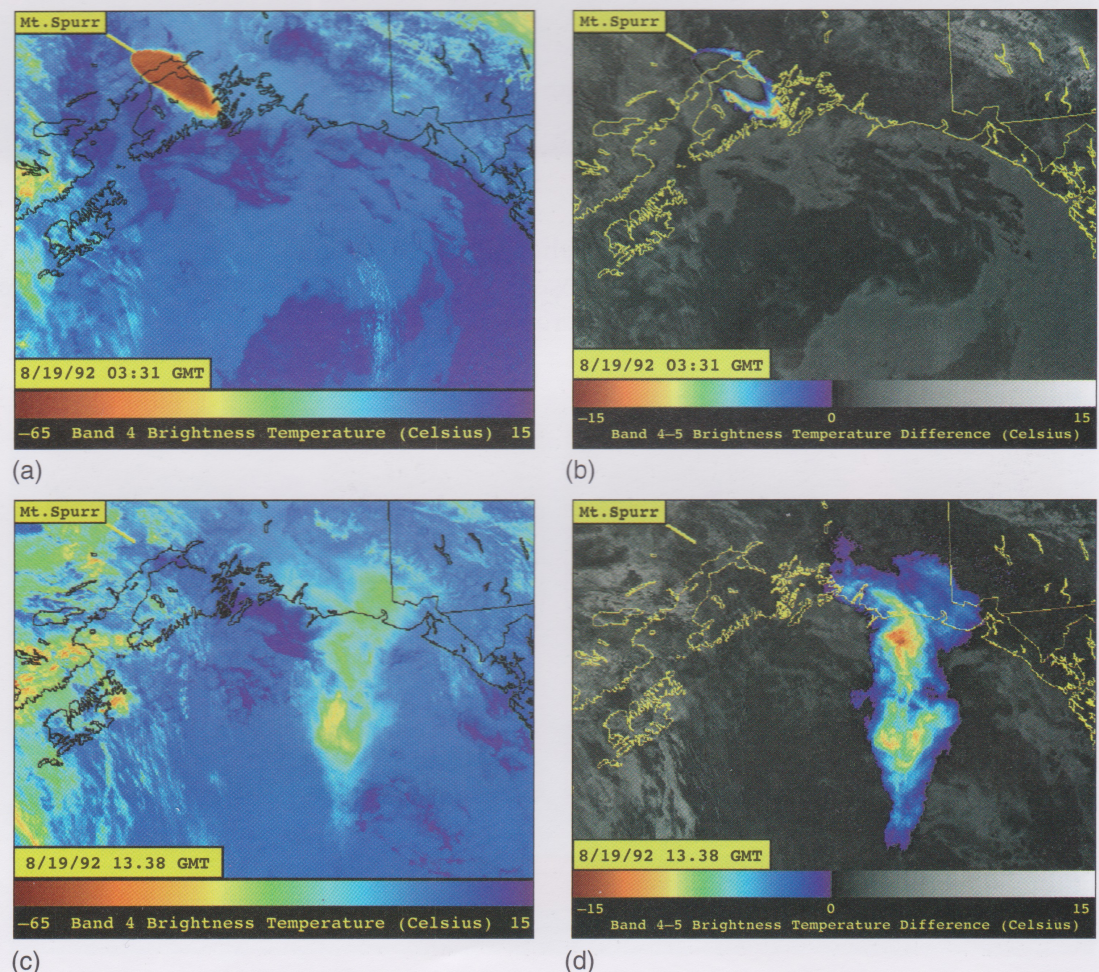 Mt.Spurr
8/19/92 03:31 GMT
−65 Band 4 Brightness Temperature (Celsius) 15
(a)
Mt.Spurr
8/19/92 03:31 GMT
−15 0 15
Band 4−5 Brightness Temperature Difference (Celsius)
(b)
Mt.Spurr
8/19/92 13.38 GMT
−65 Band 4 Brightness Temperature (Celsius) 15
(c)
Mt.Spurr
8/19/92 13.38 GMT
−15 0 15
Band 4−5 Brightness Temperature Difference (Celsius)
(d)